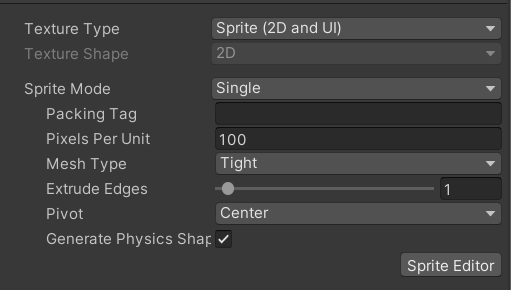 Texture Type Sprite (2D and UI)
Texture Shape 2D
Sprite Mode Single
Packing Tag
Pixels Per Unit 100
Mesh Type Tight
Extrude Edges 1
Pivot Center
Generate Physics Shap
Sprite Editor